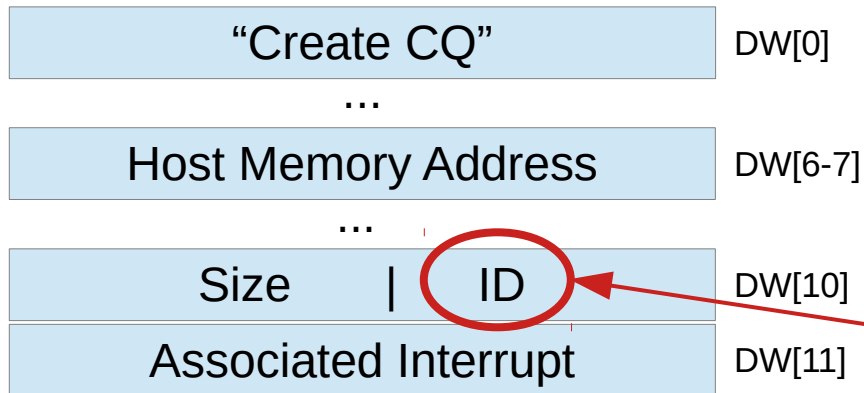 “Create CQ” DW[0]
...
Host Memory Address DW[6-7]
...
Size | ID DW[10]
Associated Interrupt DW[11]